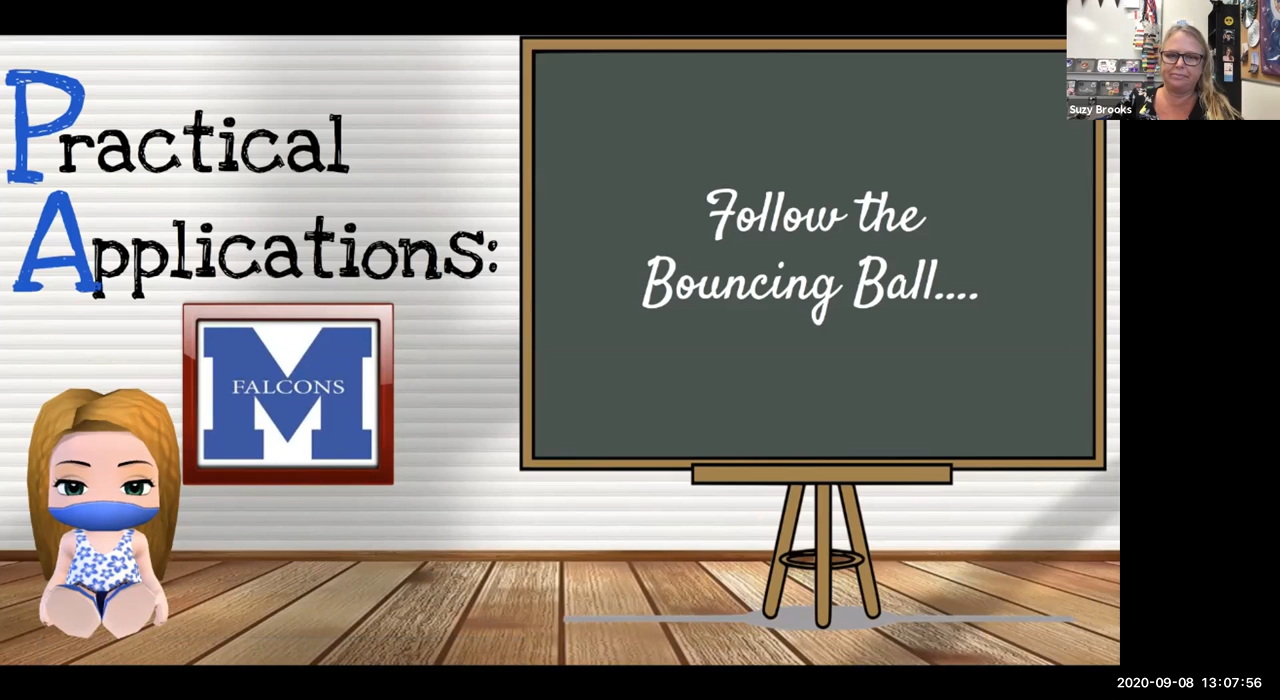 Practical
Applications:
FALCONS
Follow the
Bouncing Ball....
Suzy Brooks
2020-09-08 13:07:56